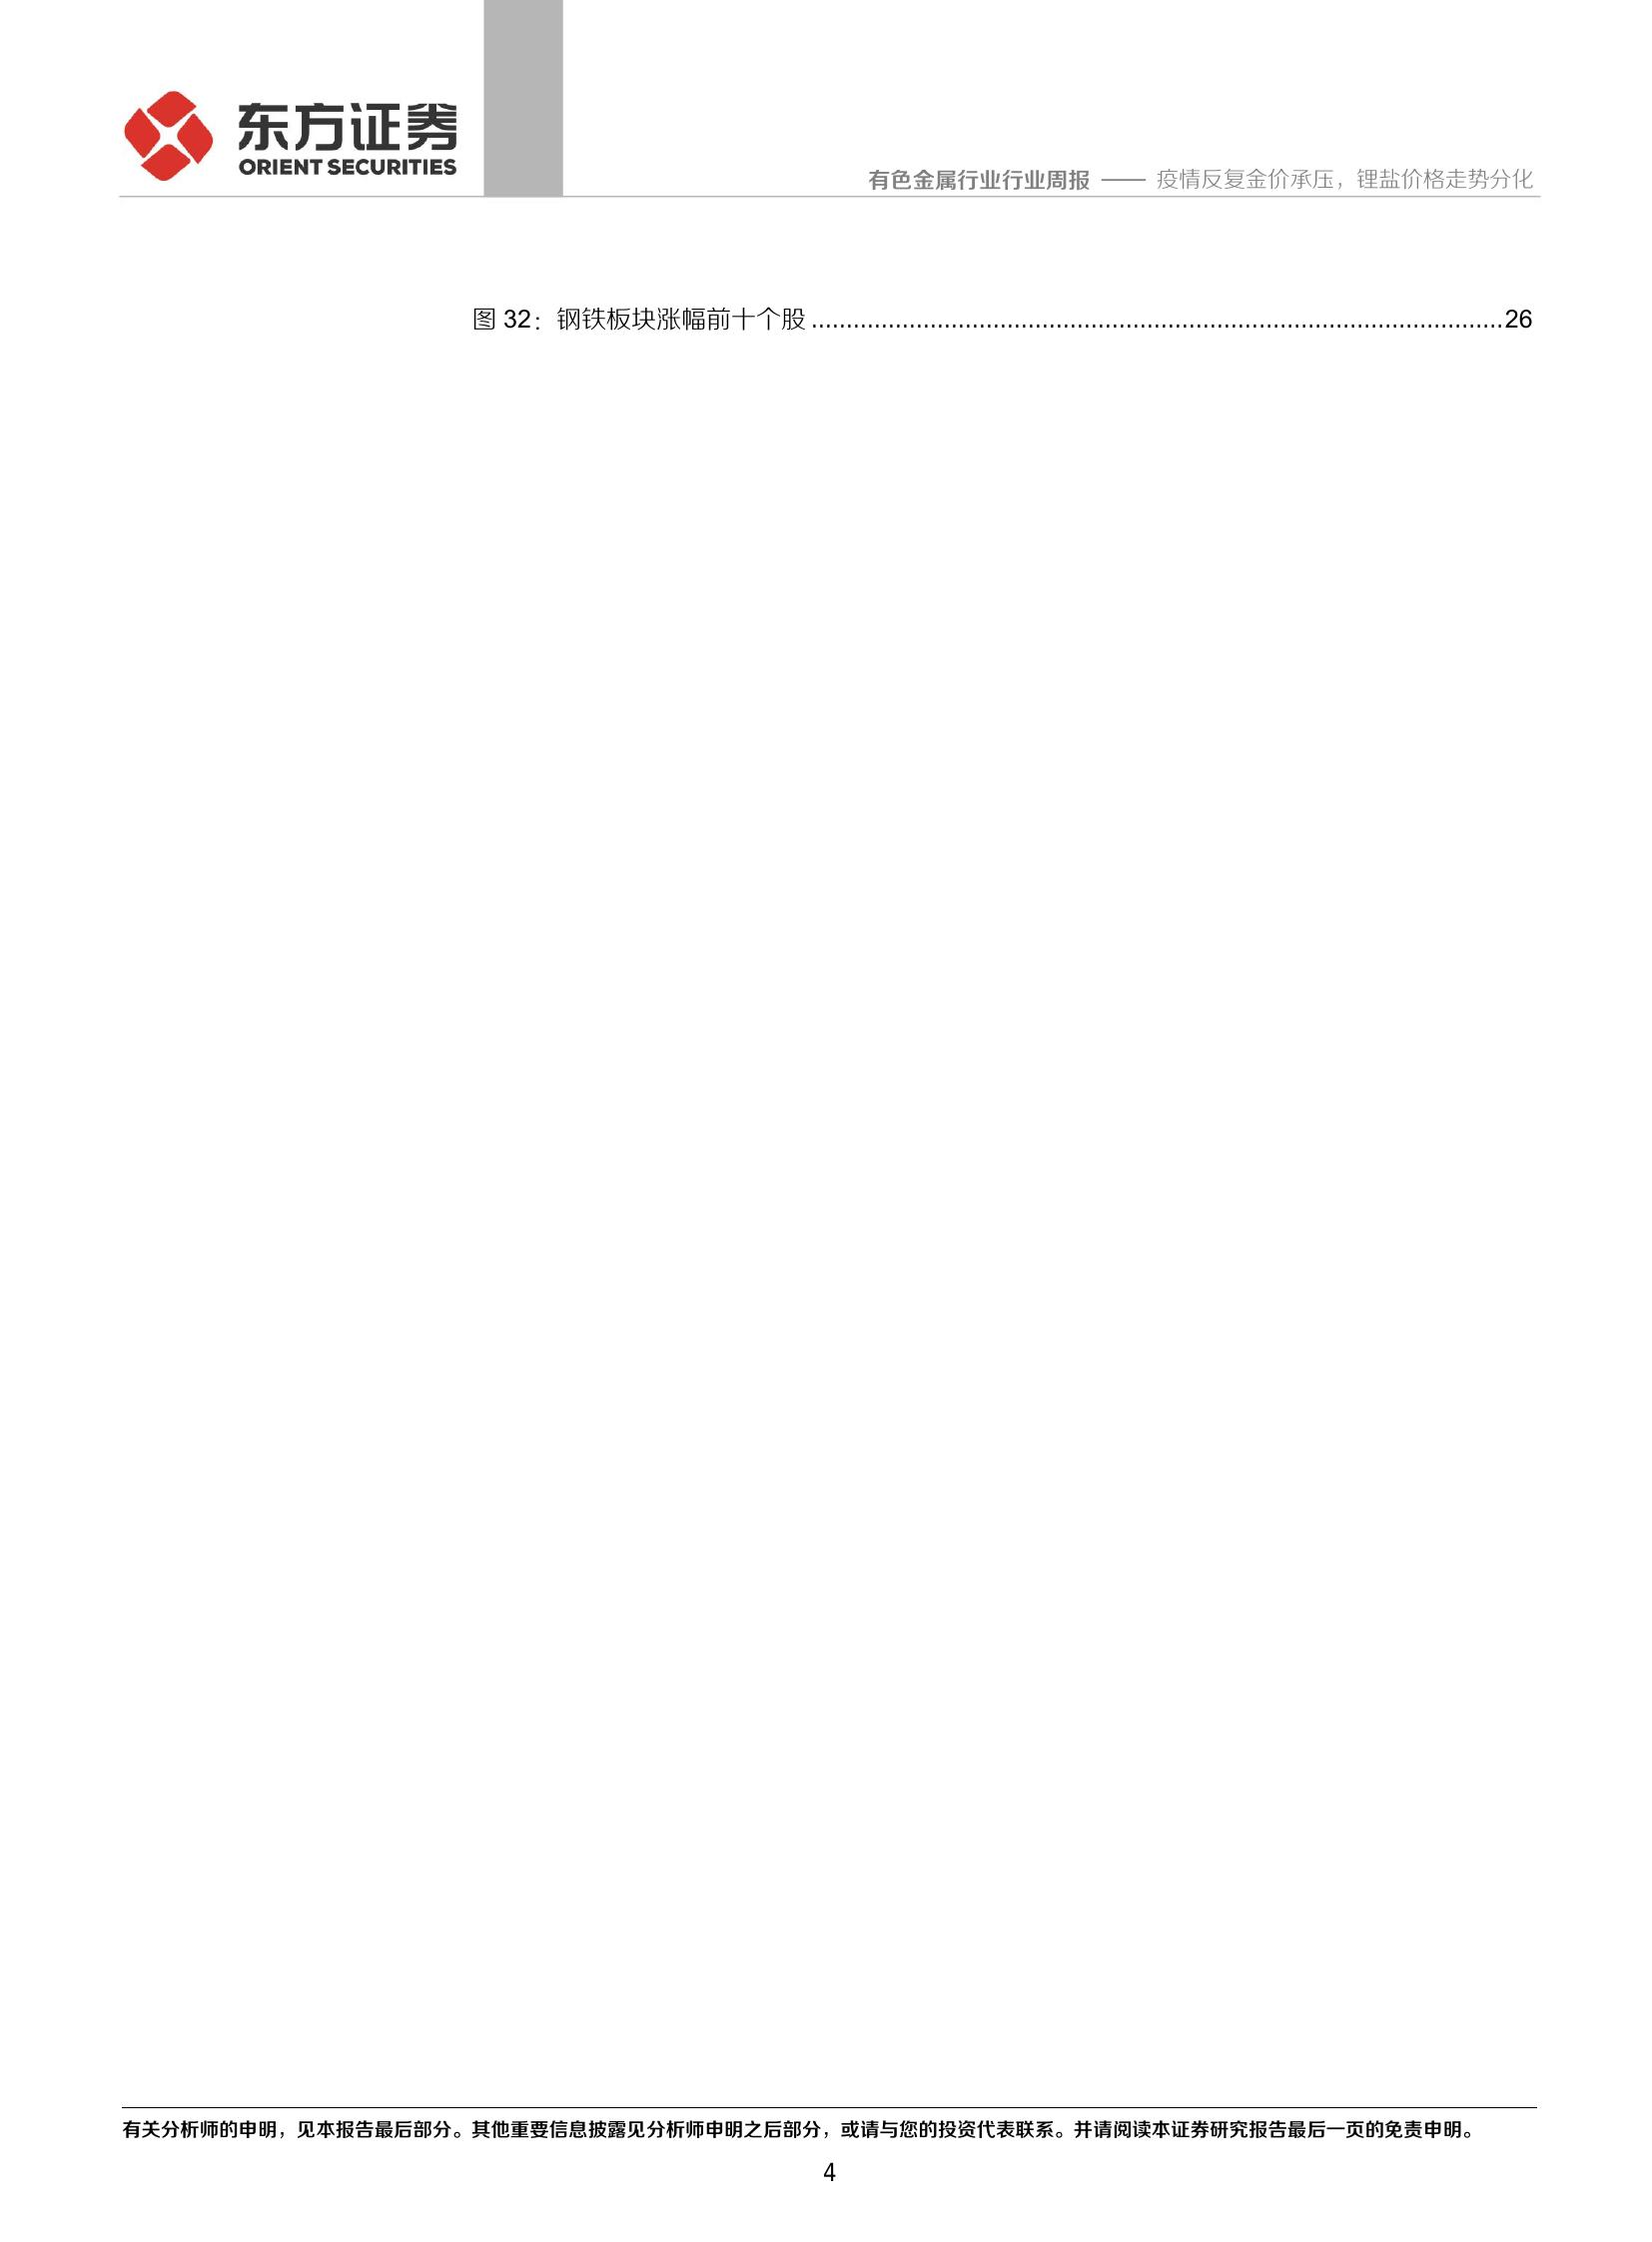 东方证券
ORIENT SECURITIES
有色金属行业行业周报 —— 疫情反复金价承压，锂盐价格走势分化
图 32：钢铁板块涨幅前十个股 ....................................................................................................26
有关分析师的申明，见本报告最后部分。其他重要信息披露见分析师申明之后部分，或请与您的投资代表联系。并请阅读本证券研究报告最后一页的免责申明。
4